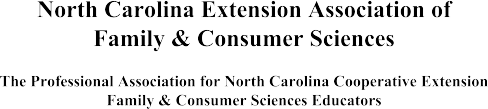 North Carolina Extension Association of
Family & Consumer Sciences
The Professional Association for North Carolina Cooperative Extension
Family & Consumer Sciences Educators